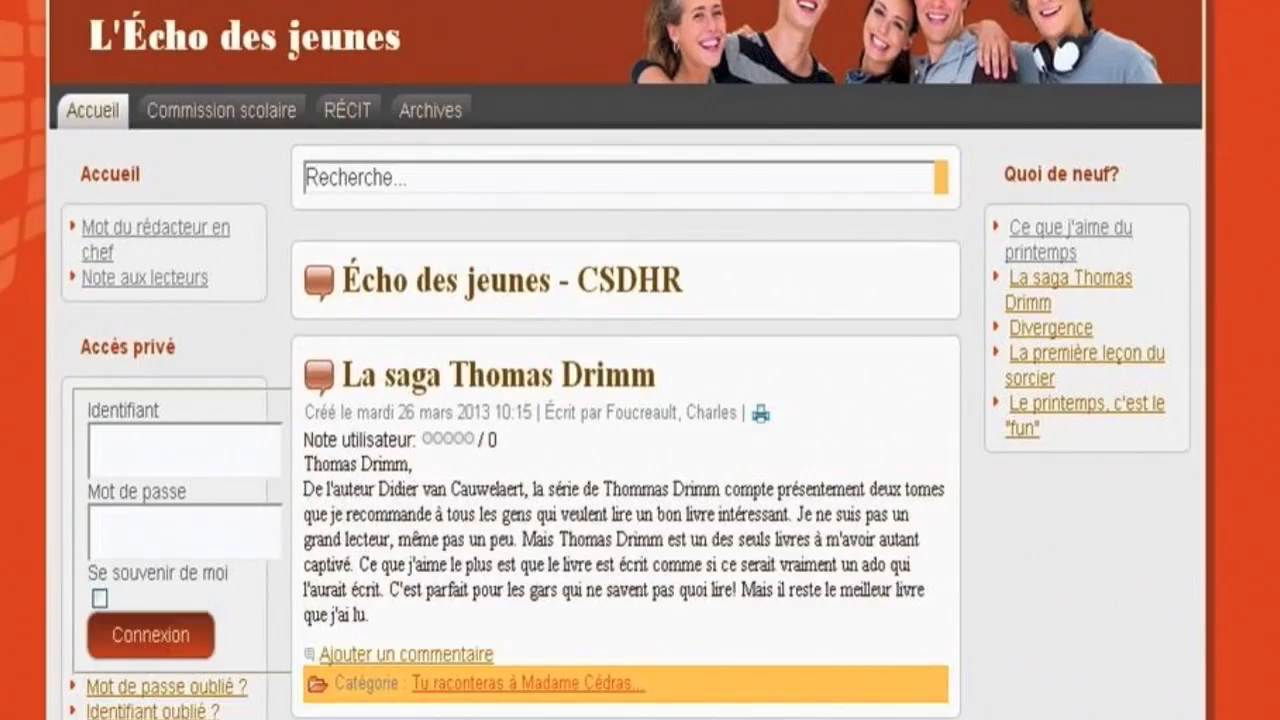 L'Écho des jeunes
Accueil
Commission scolaire
RÉCIT
Archives
Accueil
Mot du rédacteur en
chef
Note aux lecteurs
Accès privé
Identifiant
Mot de passe
Se souvenir de moi
Connexion
Mot de passe oublié ?
Identifiant oublié ?
Recherche...
Écho des jeunes - CSDHR
La saga Thomas Drimm
Créé le mardi 26 mars 2013 10:15 | Écrit par Foucreault, Charles |
Note utilisateur: / 0
Thomas Drimm,
De l'auteur Didier van Cauwelaert, la série de Thommas Drimm compte présentement deux tomes
que je recommande à tous les gens qui veulent lire un bon livre intéressant. Je ne suis pas un
grand lecteur, même pas un peu. Mais Thomas Drimm est un des seuls livres à m'avoir autant
captivé. Ce que j'aime le plus est que le livre est écrit comme si ce serait vraiment un ado qui
l'aurait écrit. C'est parfait pour les gars qui ne savent pas quoi lire! Mais il reste le meilleur livre
que j'ai lu.
Ajouter un commentaire
Catégorie : Tu raconteras à Madame Cédras...
Quoi de neuf?
Ce que j'aime du
printemps
La saga Thomas
Drimm
Divergence
La première leçon du
sorcier
Le printemps, c'est le
"fun"